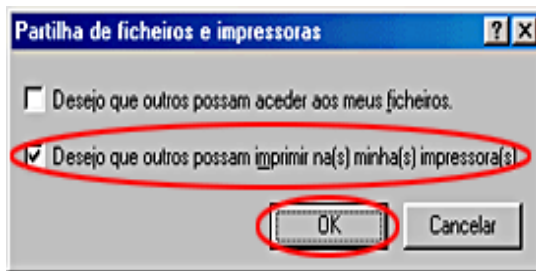 Partilha de ficheiros e impressoras
Desejo que outros possam aceder aos meus ficheiros.
Desejo que outros possam imprimir na(s) minha(s) impressora(s)
OK Cancelar